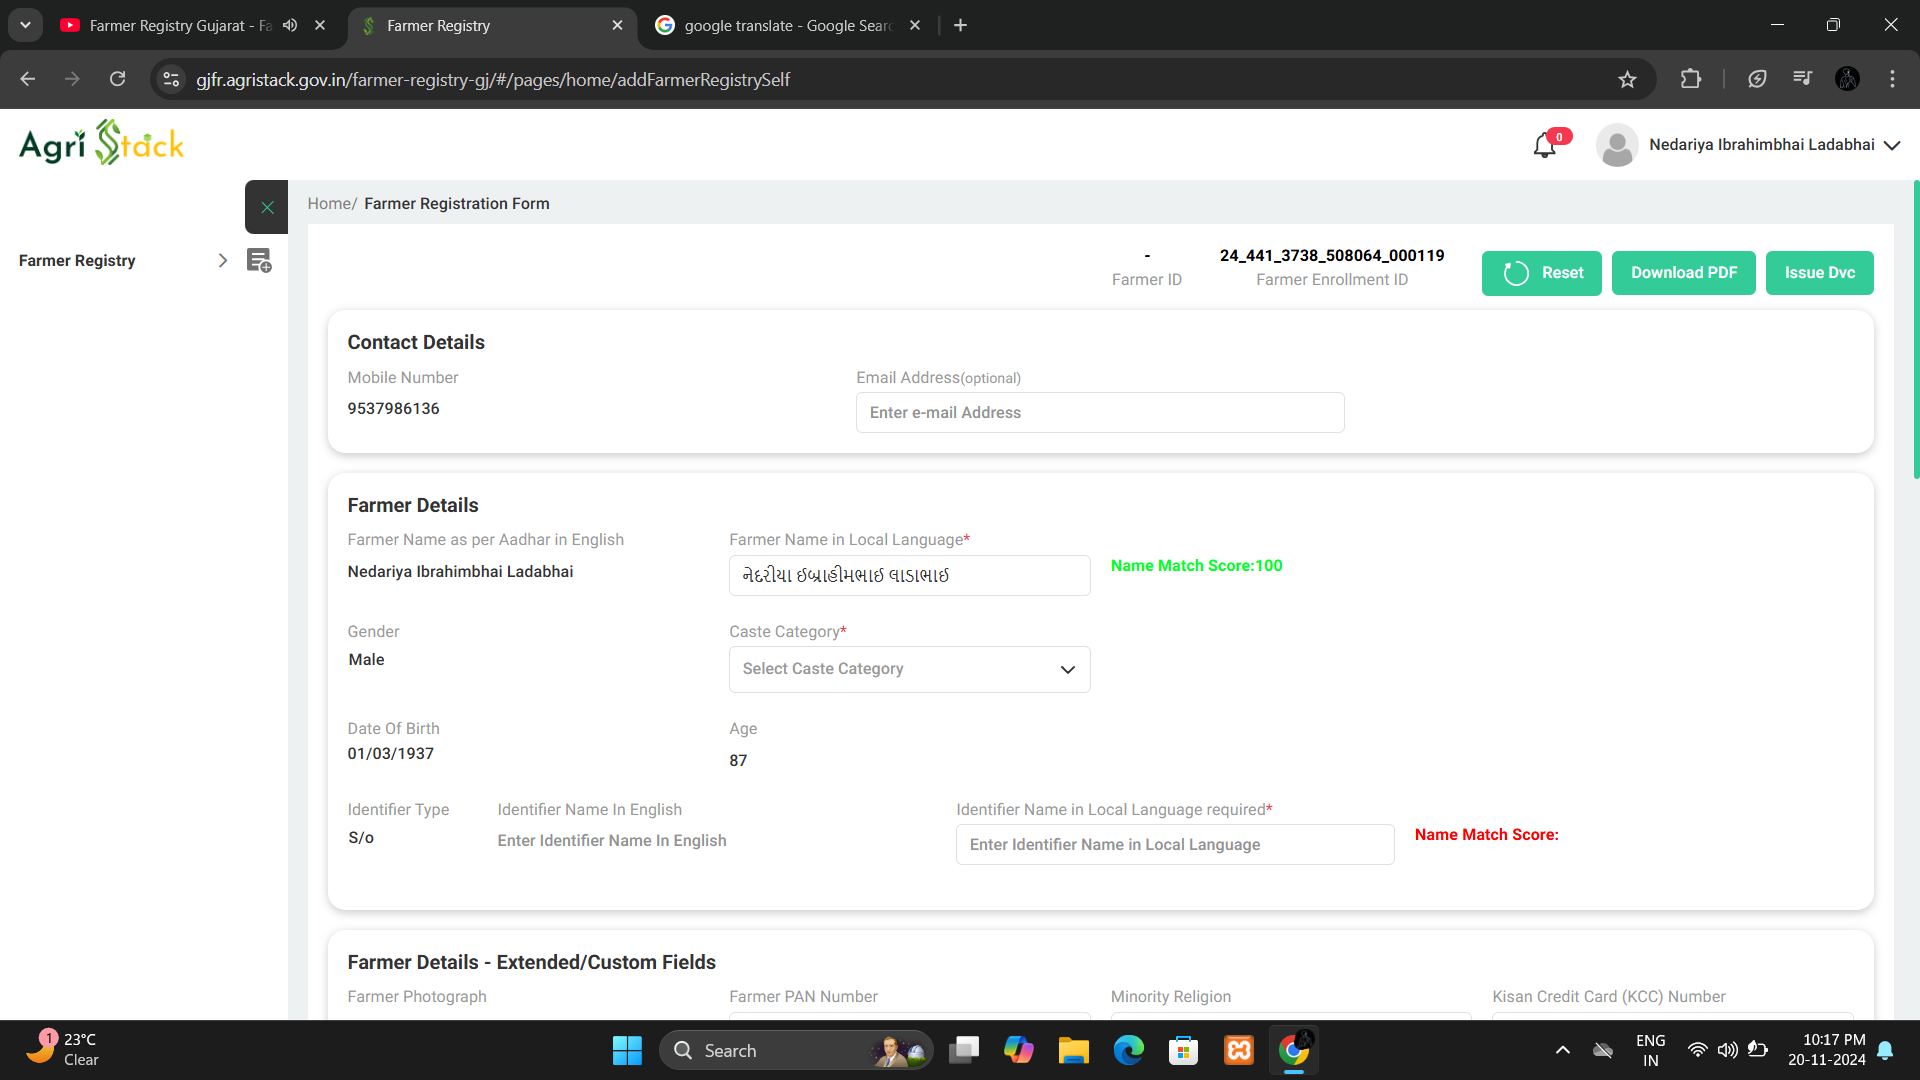 Farmer Registry Gujarat - Fa
Farmer Registry
google translate - Google Searc
gjfr.agristack.gov.in/farmer-registry-gj/#/pages/home/addFarmerRegistrySelf
Agri Stack
0
Nedariya Ibrahimbhai Ladabhai
Home/ Farmer Registration Form
Farmer Registry
-
Farmer ID
24_441_3738_508064_000119
Farmer Enrollment ID
Reset
Download PDF
Issue Dvc
Contact Details
Mobile Number
9537986136
Email Address(optional)
Enter e-mail Address
Farmer Details
Farmer Name as per Aadhar in English
Nedariya Ibrahimbhai Ladabhai
Farmer Name in Local Language*
નેદરીયા ઈબ્રાહીમભાઈ લાડાભાઈ
Name Match Score:100
Gender
Male
Caste Category*
Select Caste Category
Date Of Birth
01/03/1937
Age
87
Identifier Type
S/o
Identifier Name In English
Enter Identifier Name In English
Identifier Name in Local Language required*
Enter Identifier Name in Local Language
Name Match Score:
Farmer Details - Extended/Custom Fields
Farmer Photograph
Farmer PAN Number
Minority Religion
Kisan Credit Card (KCC) Number
1
23°C
Clear
Search
ENG
IN
10:17 PM
20-11-2024